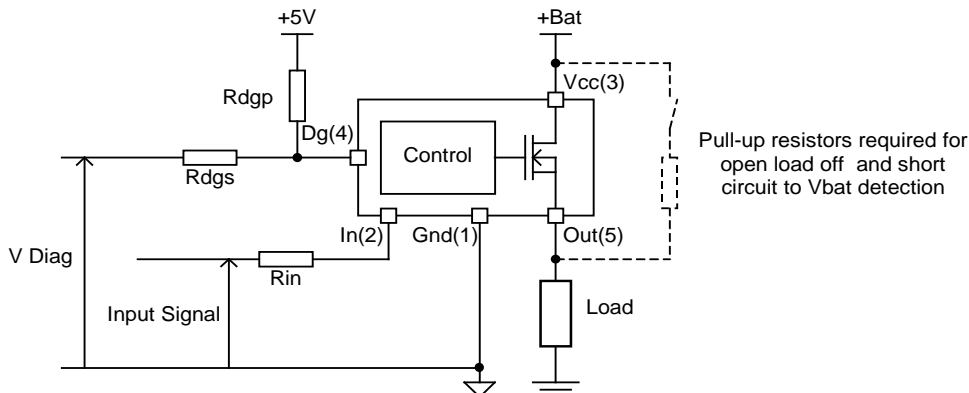 +5V
+Bat
Vcc(3)
Rdgp
Dg(4)
Control
Pull-up resistors required for
open load off and short
circuit to Vbat detection
Rdgs
In(2)
Gnd(1)
Out(5)
V Diag
Rin
Input Signal
Load